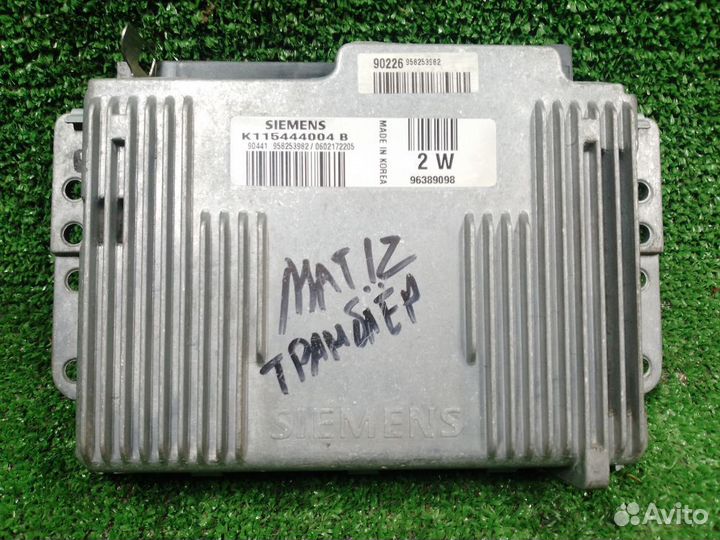 90226 958253982
SIEMENS
K115444004 B
90441 958253982 / 0602172205
MADE IN KOREA
2 W
96389098
MATIZ
ТРАМБЛЁР
SIEMENS
Avito